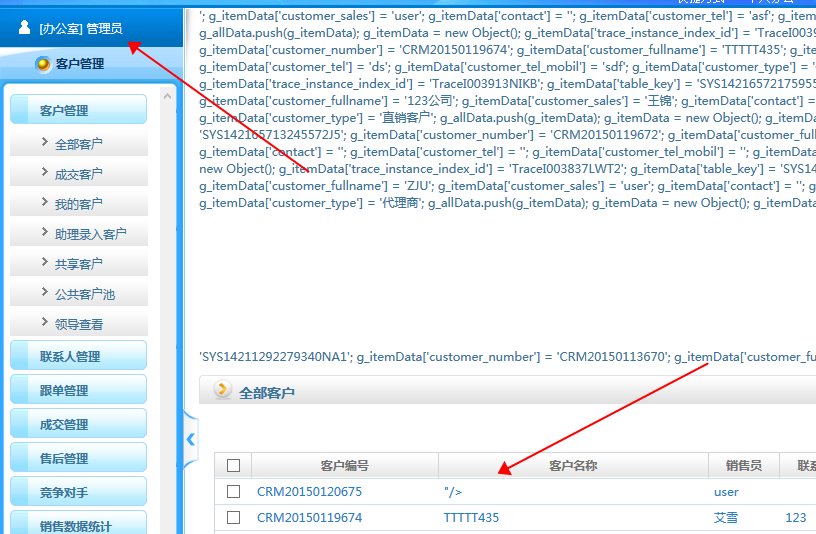 [办公室] 管理员
客户管理
客户管理
全部客户
成交客户
我的客户
助理录入客户
共享客户
公共客户池
领导查看
联系人管理
跟单管理
成交管理
售后管理
竞争对手
销售数据统计
'; g_itemData['customer_sales'] = 'user'; g_itemData['contact'] = ''; g_itemData['customer_tel'] = 'asf'; g_itemData
g_allData.push(g_itemData); g_itemData = new Object(); g_itemData['trace_instance_index_id'] = 'TraceI0039
g_itemData['customer_number'] = 'CRM20150119674'; g_itemData['customer_fullname'] = 'TTTTT435'; g_item
g_itemData['customer_tel'] = 'ds'; g_itemData['customer_tel_mobil'] = 'sdf'; g_itemData['customer_type'] = '
g_itemData['trace_instance_index_id'] = 'TraceI003913NIKB'; g_itemData['table_key'] = 'SYS14216572175955
g_itemData['customer_fullname'] = '123公司'; g_itemData['customer_sales'] = '王锦'; g_itemData['contact'] =
g_itemData['customer_type'] = '直销客户'; g_allData.push(g_itemData); g_itemData = new Object(); g_itemDat
'SYS142165713245572J5'; g_itemData['customer_number'] = 'CRM20150119672'; g_itemData['customer_full
g_itemData['contact'] = ''; g_itemData['customer_tel'] = ''; g_itemData['customer_tel_mobil'] = ''; g_itemData
new Object(); g_itemData['trace_instance_index_id'] = 'TraceI003837LWT2'; g_itemData['table_key'] = 'SYS14
g_itemData['customer_fullname'] = 'ZJU'; g_itemData['customer_sales'] = 'user'; g_itemData['contact'] = ''; g
g_itemData['customer_type'] = '代理商'; g_allData.push(g_itemData); g_itemData = new Object(); g_itemData
'SYS14211292279340NA1'; g_itemData['customer_number'] = 'CRM20150113670'; g_itemData['customer_fu
全部客户
客户编号 客户名称 销售员 联系
CRM20150120675 "/> user
CRM20150119674 TTTTT435 艾雪 123